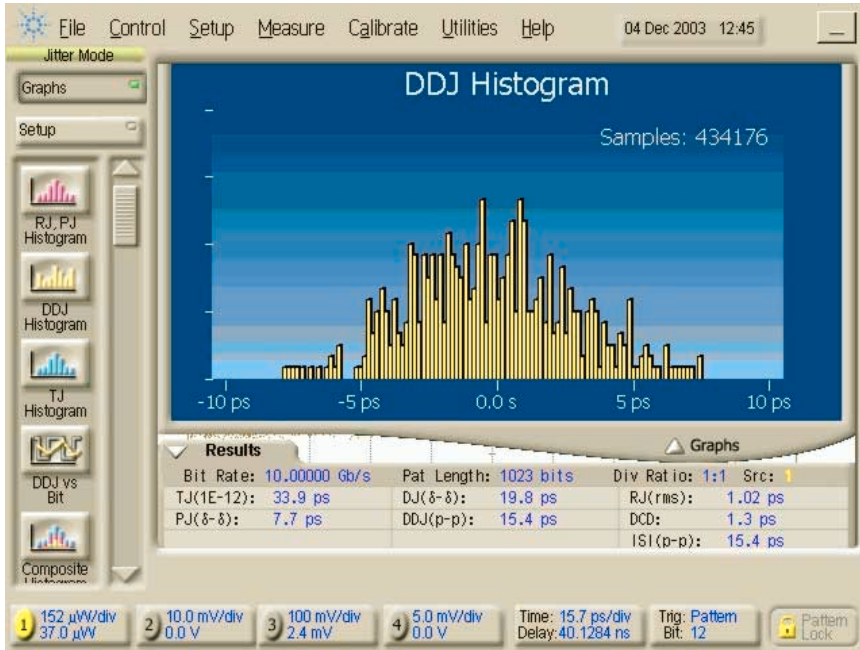 File Control Setup Measure Calibrate Utilities Help 04 Dec 2003 12:45
Jitter Mode
Graphs
Setup
RJ, PJ
Histogram
DDJ
Histogram
TJ
Histogram
DDJ vs
Bit
Composite
Histogram
DDJ Histogram
Samples: 434176
-10 ps -5 ps 0.0 s 5 ps 10 ps
Results
Graphs
Bit Rate: 10.00000 Gb/s Pat Length: 1023 bits Div Ratio: 1:1 Src: 1
TJ(1E-12): 33.9 ps DJ(δ-δ): 19.8 ps RJ(rms): 1.02 ps
PJ(δ-δ): 7.7 ps DDJ(p-p): 15.4 ps DCD: 1.3 ps
ISI(p-p): 15.4 ps
1 152 µW/div
37.0 µW
2 10.0 mV/div
0.0 V
3 100 mV/div
2.4 mV
4 5.0 mV/div
0.0 V
Time: 15.7 ps/div
Delay: 40.1284 ns
Trig: Pattern
Bit: 12
Pattern
Lock